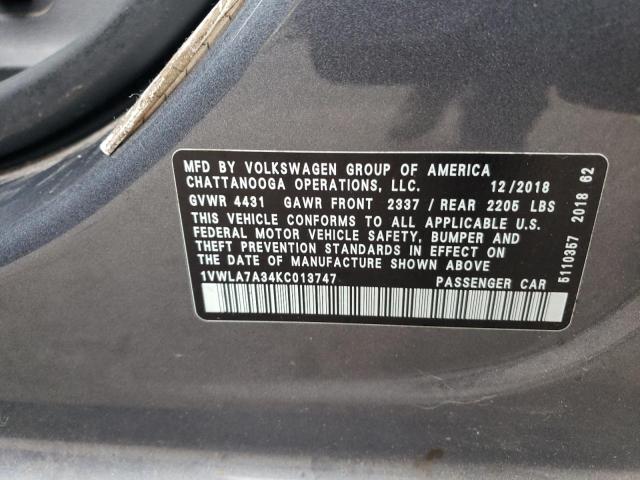 MFD BY VOLKSWAGEN GROUP OF AMERICA
CHATTANOOGA OPERATIONS, LLC. 12/2018
GVWR 4431 GAWR FRONT 2337 / REAR 2205 LBS
THIS VEHICLE CONFORMS TO ALL APPLICABLE U.S.
FEDERAL MOTOR VEHICLE SAFETY, BUMPER AND
THEFT PREVENTION STANDARDS IN EFFECT ON
THE DATE OF MANUFACTURE SHOWN ABOVE
1VWLA7A34KC013747 PASSENGER CAR
5110357 2018 62